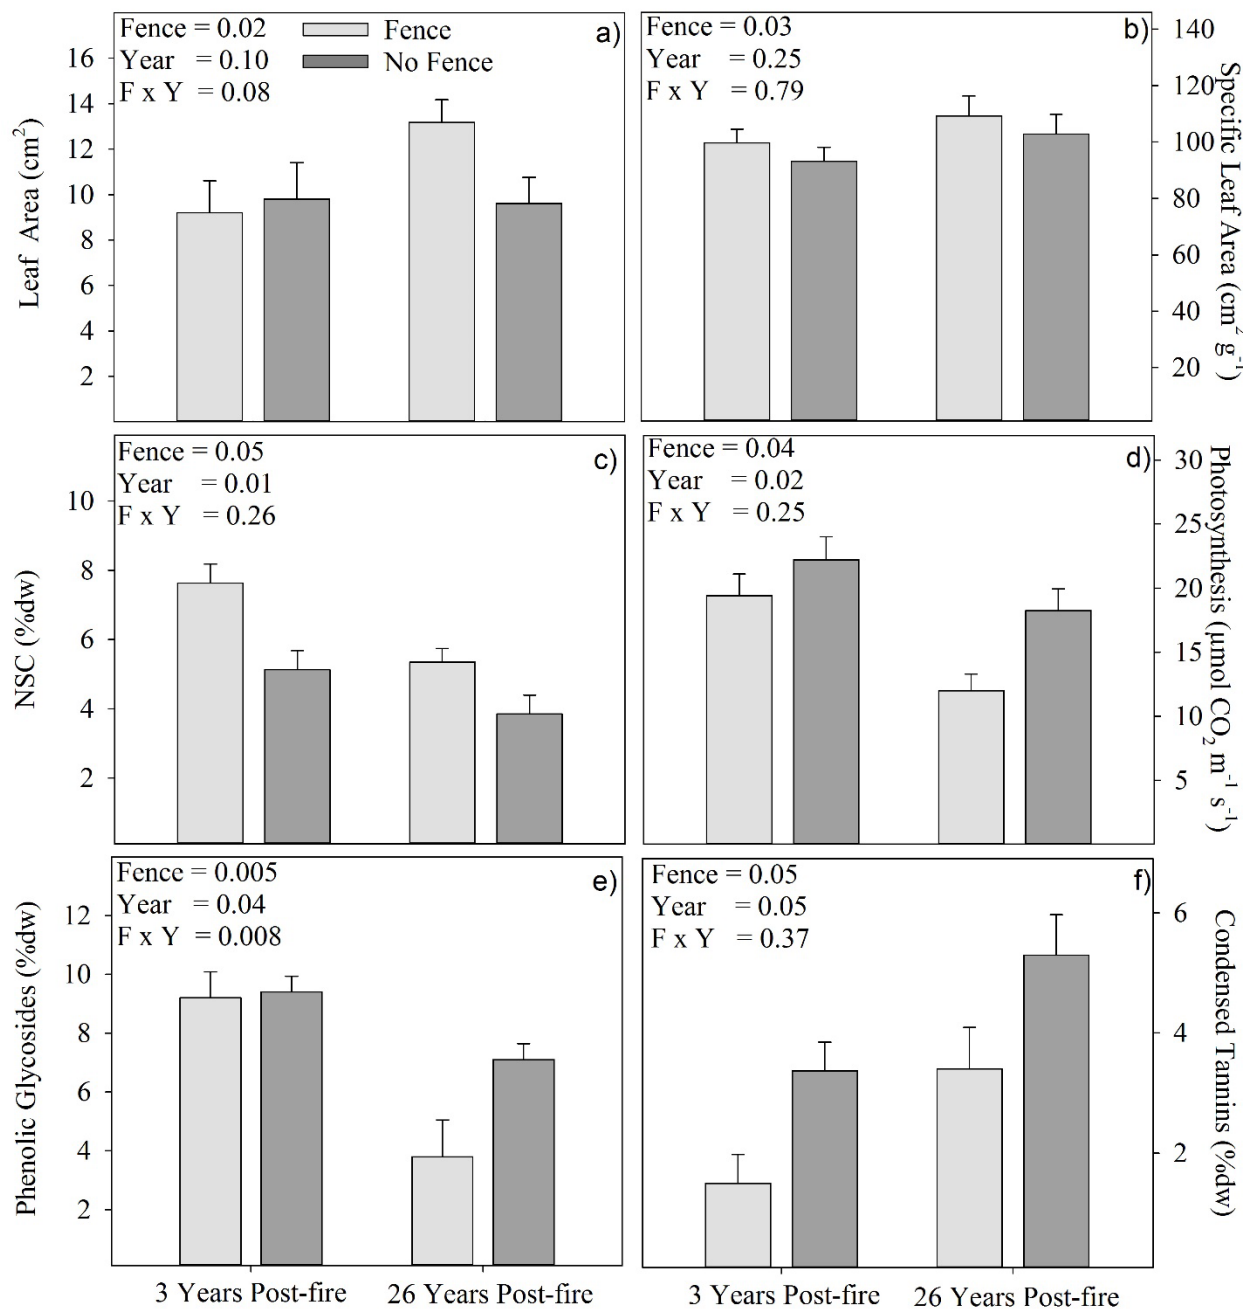 Fence = 0.02
Year = 0.10
F x Y = 0.08
Fence
No Fence
a)
16
14
12
10
8
6
4
2
Leaf Area (cm²)
Fence = 0.03
Year = 0.25
F x Y = 0.79
b)
140
120
100
80
60
40
20
Specific Leaf Area (cm² g⁻¹)
Fence = 0.05
Year = 0.01
F x Y = 0.26
c)
10
8
6
4
2
NSC (%dw)
Fence = 0.04
Year = 0.02
F x Y = 0.25
d)
30
25
20
15
10
5
Photosynthesis (μmol CO₂ m⁻¹ s⁻¹)
Fence = 0.005
Year = 0.04
F x Y = 0.008
e)
12
10
8
6
4
2
Phenolic Glycosides (%dw)
Fence = 0.05
Year = 0.05
F x Y = 0.37
f)
6
4
2
Condensed Tannins (%dw)
3 Years Post-fire
26 Years Post-fire
3 Years Post-fire
26 Years Post-fire